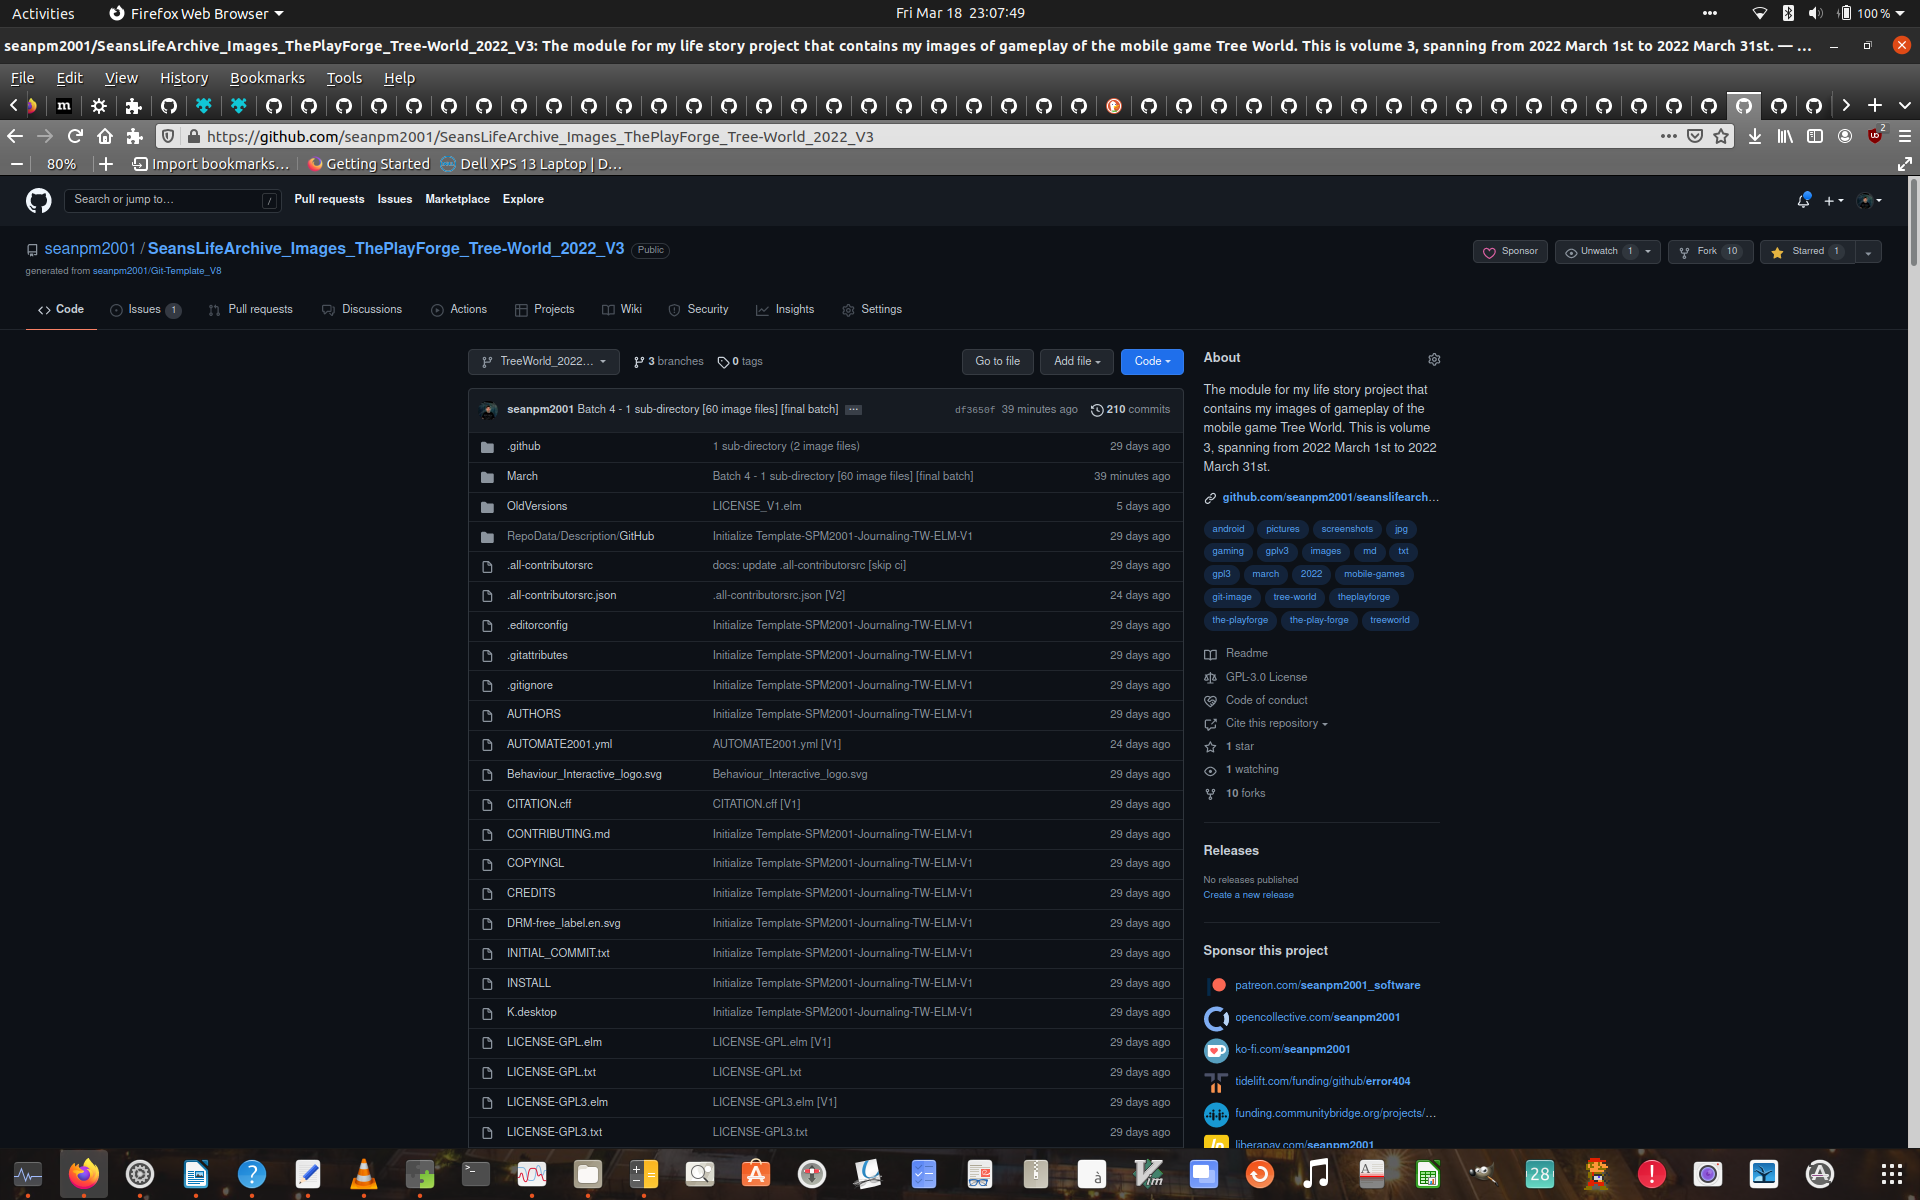 Activities Firefox Web Browser Fri Mar 18 23:07:49 100 %
seanpm2001/SeansLifeArchive_Images_ThePlayForge_Tree-World_2022_V3: The module for my life story project that contains my images of gameplay of the mobile game Tree World. This is volume 3, spanning from 2022 March 1st to 2022 March 31st. — …
File Edit View History Bookmarks Tools Help
https://github.com/seanpm2001/SeansLifeArchive_Images_ThePlayForge_Tree-World_2022_V3 2
80% Import bookmarks… Getting Started Dell XPS 13 Laptop | D…
Search or jump to… / Pull requests Issues Marketplace Explore
seanpm2001 / SeansLifeArchive_Images_ThePlayForge_Tree-World_2022_V3 Public Sponsor Unwatch 1 Fork 10 Starred 1
generated from seanpm2001/Git-Template_V8
Code Issues 1 Pull requests Discussions Actions Projects Wiki Security Insights Settings
TreeWorld_2022… 3 branches 0 tags Go to file Add file Code
seanpm2001 Batch 4 - 1 sub-directory [60 image files] [final batch] … df3650f 39 minutes ago 210 commits
.github 1 sub-directory (2 image files) 29 days ago
March Batch 4 - 1 sub-directory [60 image files] [final batch] 39 minutes ago
OldVersions LICENSE_V1.elm 5 days ago
RepoData/Description/GitHub Initialize Template-SPM2001-Journaling-TW-ELM-V1 29 days ago
.all-contributorsrc docs: update .all-contributorsrc [skip ci] 29 days ago
.all-contributorsrc.json .all-contributorsrc.json [V2] 24 days ago
.editorconfig Initialize Template-SPM2001-Journaling-TW-ELM-V1 29 days ago
.gitattributes Initialize Template-SPM2001-Journaling-TW-ELM-V1 29 days ago
.gitignore Initialize Template-SPM2001-Journaling-TW-ELM-V1 29 days ago
AUTHORS Initialize Template-SPM2001-Journaling-TW-ELM-V1 29 days ago
AUTOMATE2001.yml AUTOMATE2001.yml [V1] 24 days ago
Behaviour_Interactive_logo.svg Behaviour_Interactive_logo.svg 29 days ago
CITATION.cff CITATION.cff [V1] 29 days ago
CONTRIBUTING.md Initialize Template-SPM2001-Journaling-TW-ELM-V1 29 days ago
COPYINGL Initialize Template-SPM2001-Journaling-TW-ELM-V1 29 days ago
CREDITS Initialize Template-SPM2001-Journaling-TW-ELM-V1 29 days ago
DRM-free_label.en.svg Initialize Template-SPM2001-Journaling-TW-ELM-V1 29 days ago
INITIAL_COMMIT.txt Initialize Template-SPM2001-Journaling-TW-ELM-V1 29 days ago
INSTALL Initialize Template-SPM2001-Journaling-TW-ELM-V1 29 days ago
K.desktop Initialize Template-SPM2001-Journaling-TW-ELM-V1 29 days ago
LICENSE-GPL.elm LICENSE-GPL.elm [V1] 29 days ago
LICENSE-GPL.txt LICENSE-GPL.txt 29 days ago
LICENSE-GPL3.elm LICENSE-GPL3.elm [V1] 29 days ago
LICENSE-GPL3.txt LICENSE-GPL3.txt 29 days ago
About
The module for my life story project that
contains my images of gameplay of the
mobile game Tree World. This is volume
3, spanning from 2022 March 1st to 2022
March 31st.
github.com/seanpm2001/seanslifearch…
android pictures screenshots jpg
gaming gplv3 images md txt
gpl3 march 2022 mobile-games
git-image tree-world theplayforge
the-playforge the-play-forge treeworld
Readme
GPL-3.0 License
Code of conduct
Cite this repository
1 star
1 watching
10 forks
Releases
No releases published
Create a new release
Sponsor this project
patreon.com/seanpm2001_software
opencollective.com/seanpm2001
ko-fi.com/seanpm2001
tidelift.com/funding/github/error404
funding.communitybridge.org/projects/…
liberapay.com/seanpm2001
28